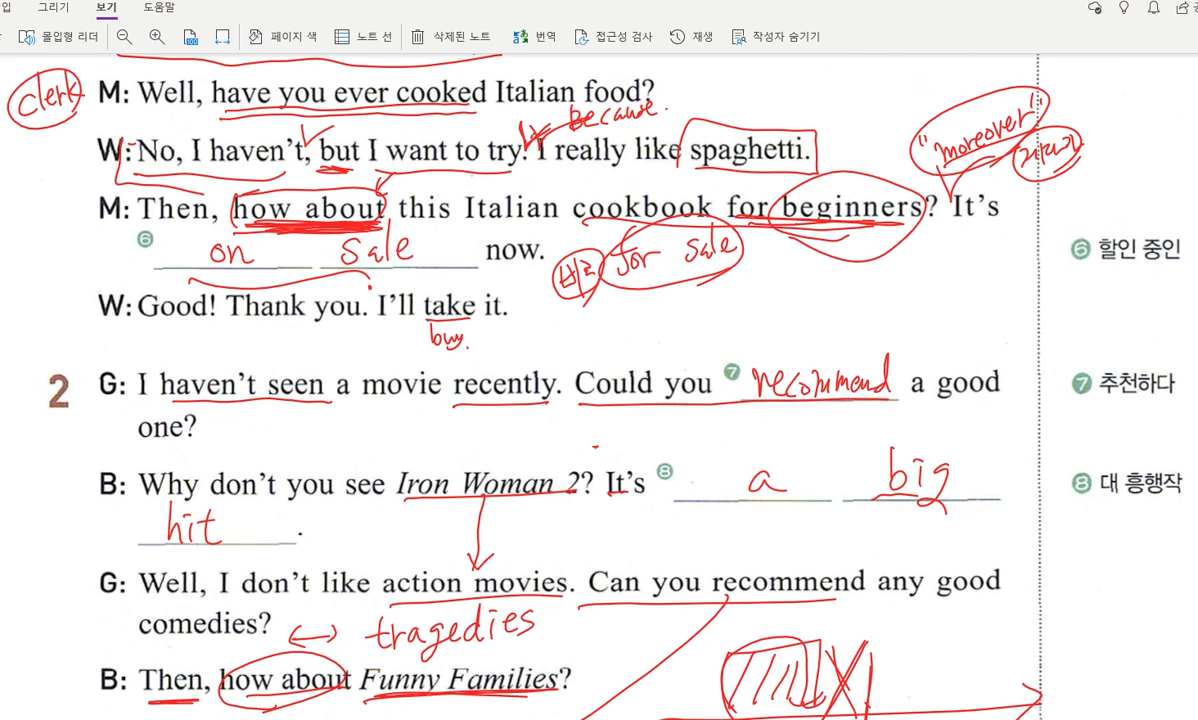 그리기 보기 도움말
몰입형 리더 100 페이지 색 노트 선 삭제된 노트 번역 접근성 검사 재생 작성자 숨기기
clerk M: Well, have you ever cooked Italian food?
because.
W: No, I haven't, but I want to try. I really like spaghetti.
"moreover"
게다가
M: Then, how about this Italian cookbook for beginners? It's
⑥ on sale now. 비교 for sale ⑥ 할인 중인
W: Good! Thank you. I'll take it.
buy.
2 G: I haven't seen a movie recently. Could you ⑦ recommend a good ⑦ 추천하다
one?
B: Why don't you see Iron Woman 2? It's ⑧ a big ⑧ 대 흥행작
hit .
G: Well, I don't like action movies. Can you recommend any good
comedies? ↔ tragedies
B: Then, how about Funny Families?